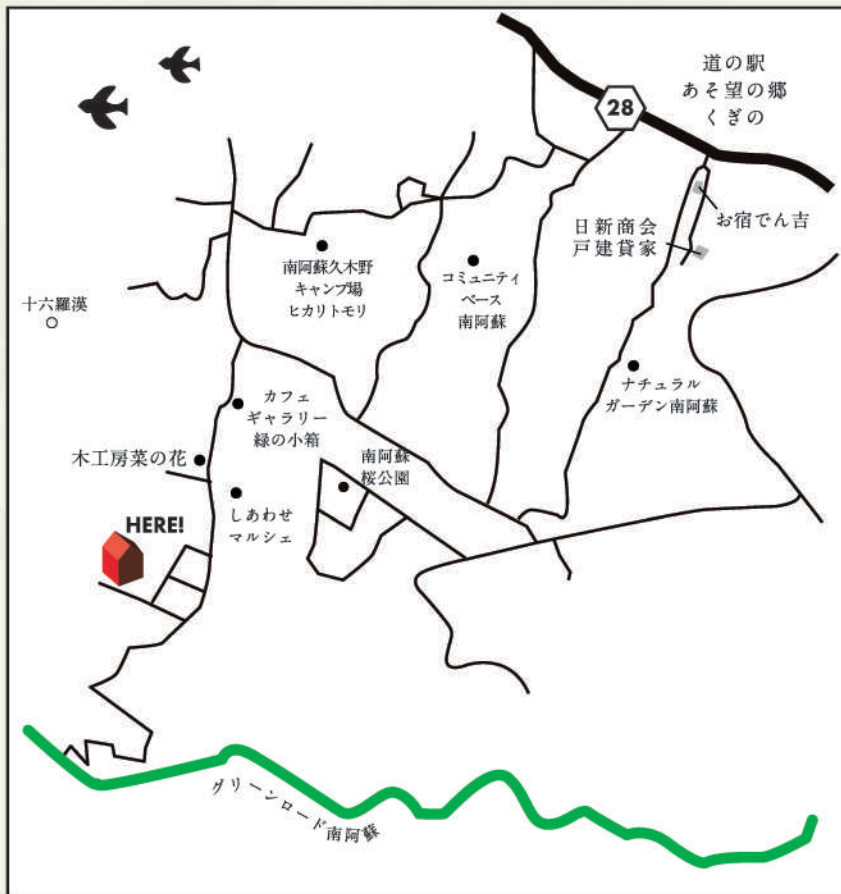 道の駅
あそ望の郷
くぎの
28
お宿でん吉
日新商会
戸建貸家
南阿蘇久木野
キャンプ場
ヒカリトモリ
コミュニティ
ベース
南阿蘇
十六羅漢
ナチュラル
ガーデン南阿蘇
カフェ
ギャラリー
緑の小箱
木工房菜の花
南阿蘇
桜公園
しあわせ
マルシェ
HERE!
グリーンロード南阿蘇